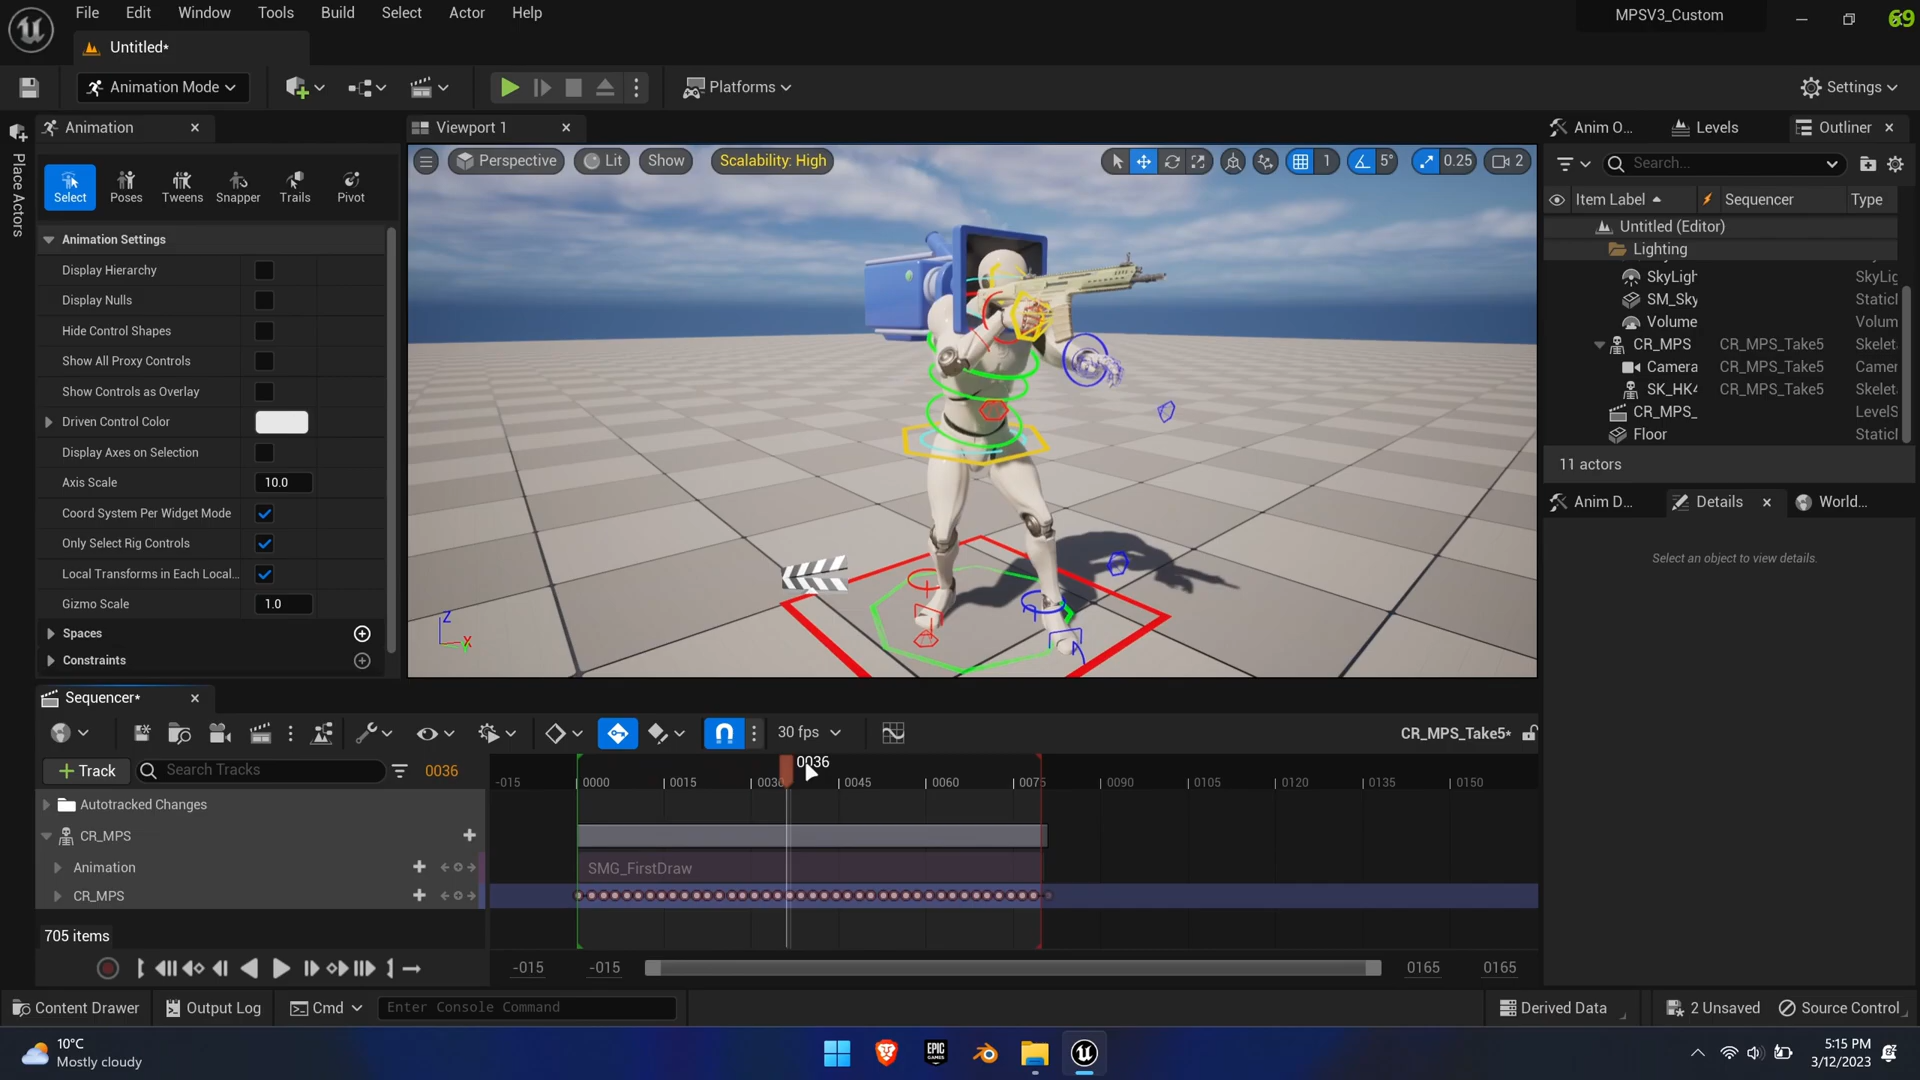 File Edit Window Tools Build Select Actor Help
MPSV3_Custom
69
Untitled*
Animation Mode
Platforms
Settings
Place Actors
Animation
Viewport 1
Anim O...
Levels
Outliner
Select Poses Tweens Snapper Trails Pivot
Perspective
Lit
Show
Scalability: High
1
5°
0.25
2
Search...
Item Label
Sequencer
Type
Untitled (Editor)
Lighting
SkyLigh
SkyLig
SM_Sky
Static
Volume
Volum
CR_MPS CR_MPS_Take5 Skelet
Camera CR_MPS_Take5 Camer
SK_HK4 CR_MPS_Take5 Skelet
CR_MPS_ LevelS
Floor
Static
11 actors
Animation Settings
Display Hierarchy
Display Nulls
Hide Control Shapes
Show All Proxy Controls
Show Controls as Overlay
Driven Control Color
Display Axes on Selection
Axis Scale 10.0
Coord System Per Widget Mode
Only Select Rig Controls
Local Transforms in Each Local...
Gizmo Scale 1.0
Spaces
Constraints
Z
X
Anim D...
Details
World...
Select an object to view details.
Sequencer*
30 fps
CR_MPS_Take5*
Track
Search Tracks
0036
0036
-015 0000 0015 0030 0045 0060 0075 0090 0105 0120 0135 0150
Autotracked Changes
CR_MPS
Animation
SMG_FirstDraw
CR_MPS
705 items
-015 -015 0165 0165
Content Drawer
Output Log
Cmd
Enter Console Command
Derived Data
2 Unsaved
Source Control
10°C
Mostly cloudy
EPIC GAMES
5:15 PM
3/12/2023